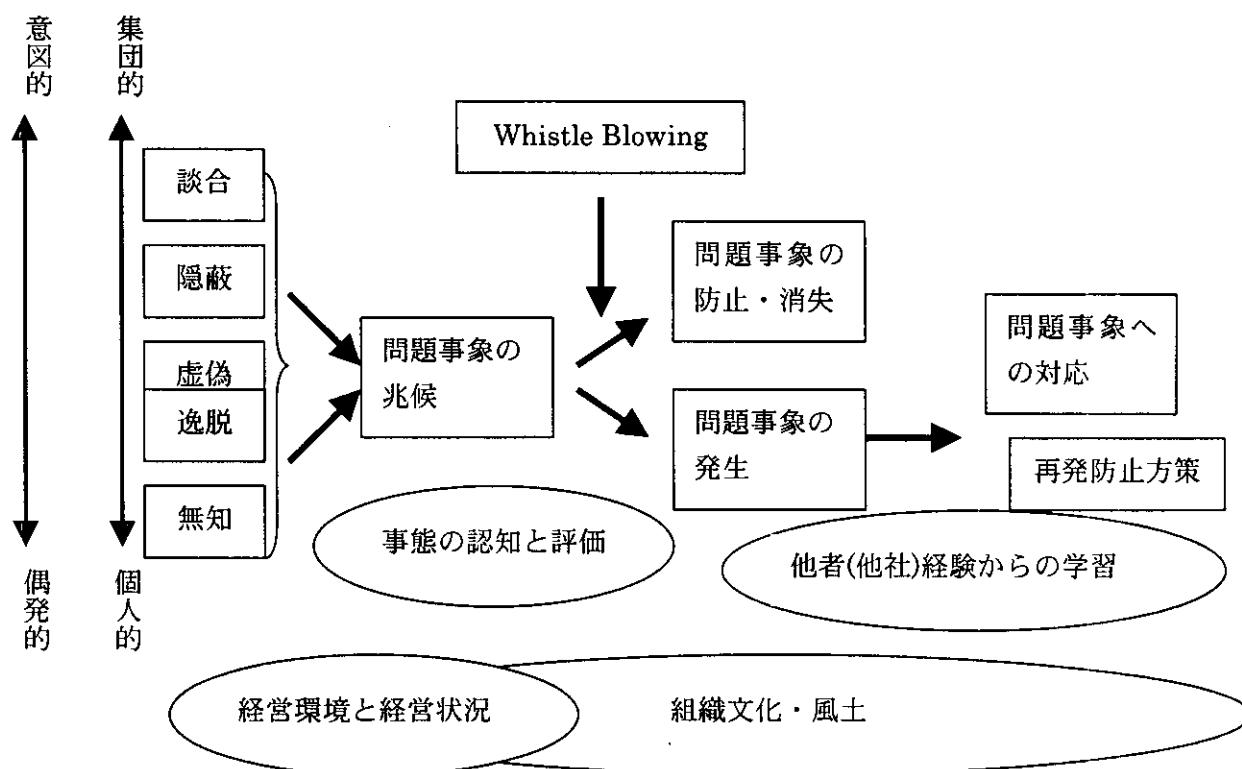 意図的
集団的
Whistle Blowing
談合
隠蔽
虚偽
逸脱
無知
問題事象の
兆候
問題事象の
防止・消失
問題事象の
発生
問題事象へ
の対応
再発防止方策
事態の認知と評価
他者(他社)経験からの学習
偶発的
個人的
経営環境と経営状況
組織文化・風土